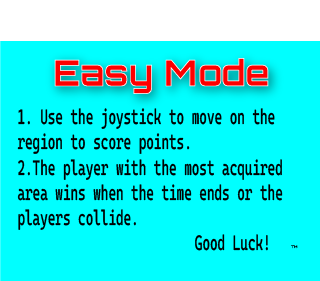 Easy Mode
1. Use the joystick to move on the
region to score points.
2.The player with the most acquired
area wins when the time ends or the
players collide.
Good Luck! ™